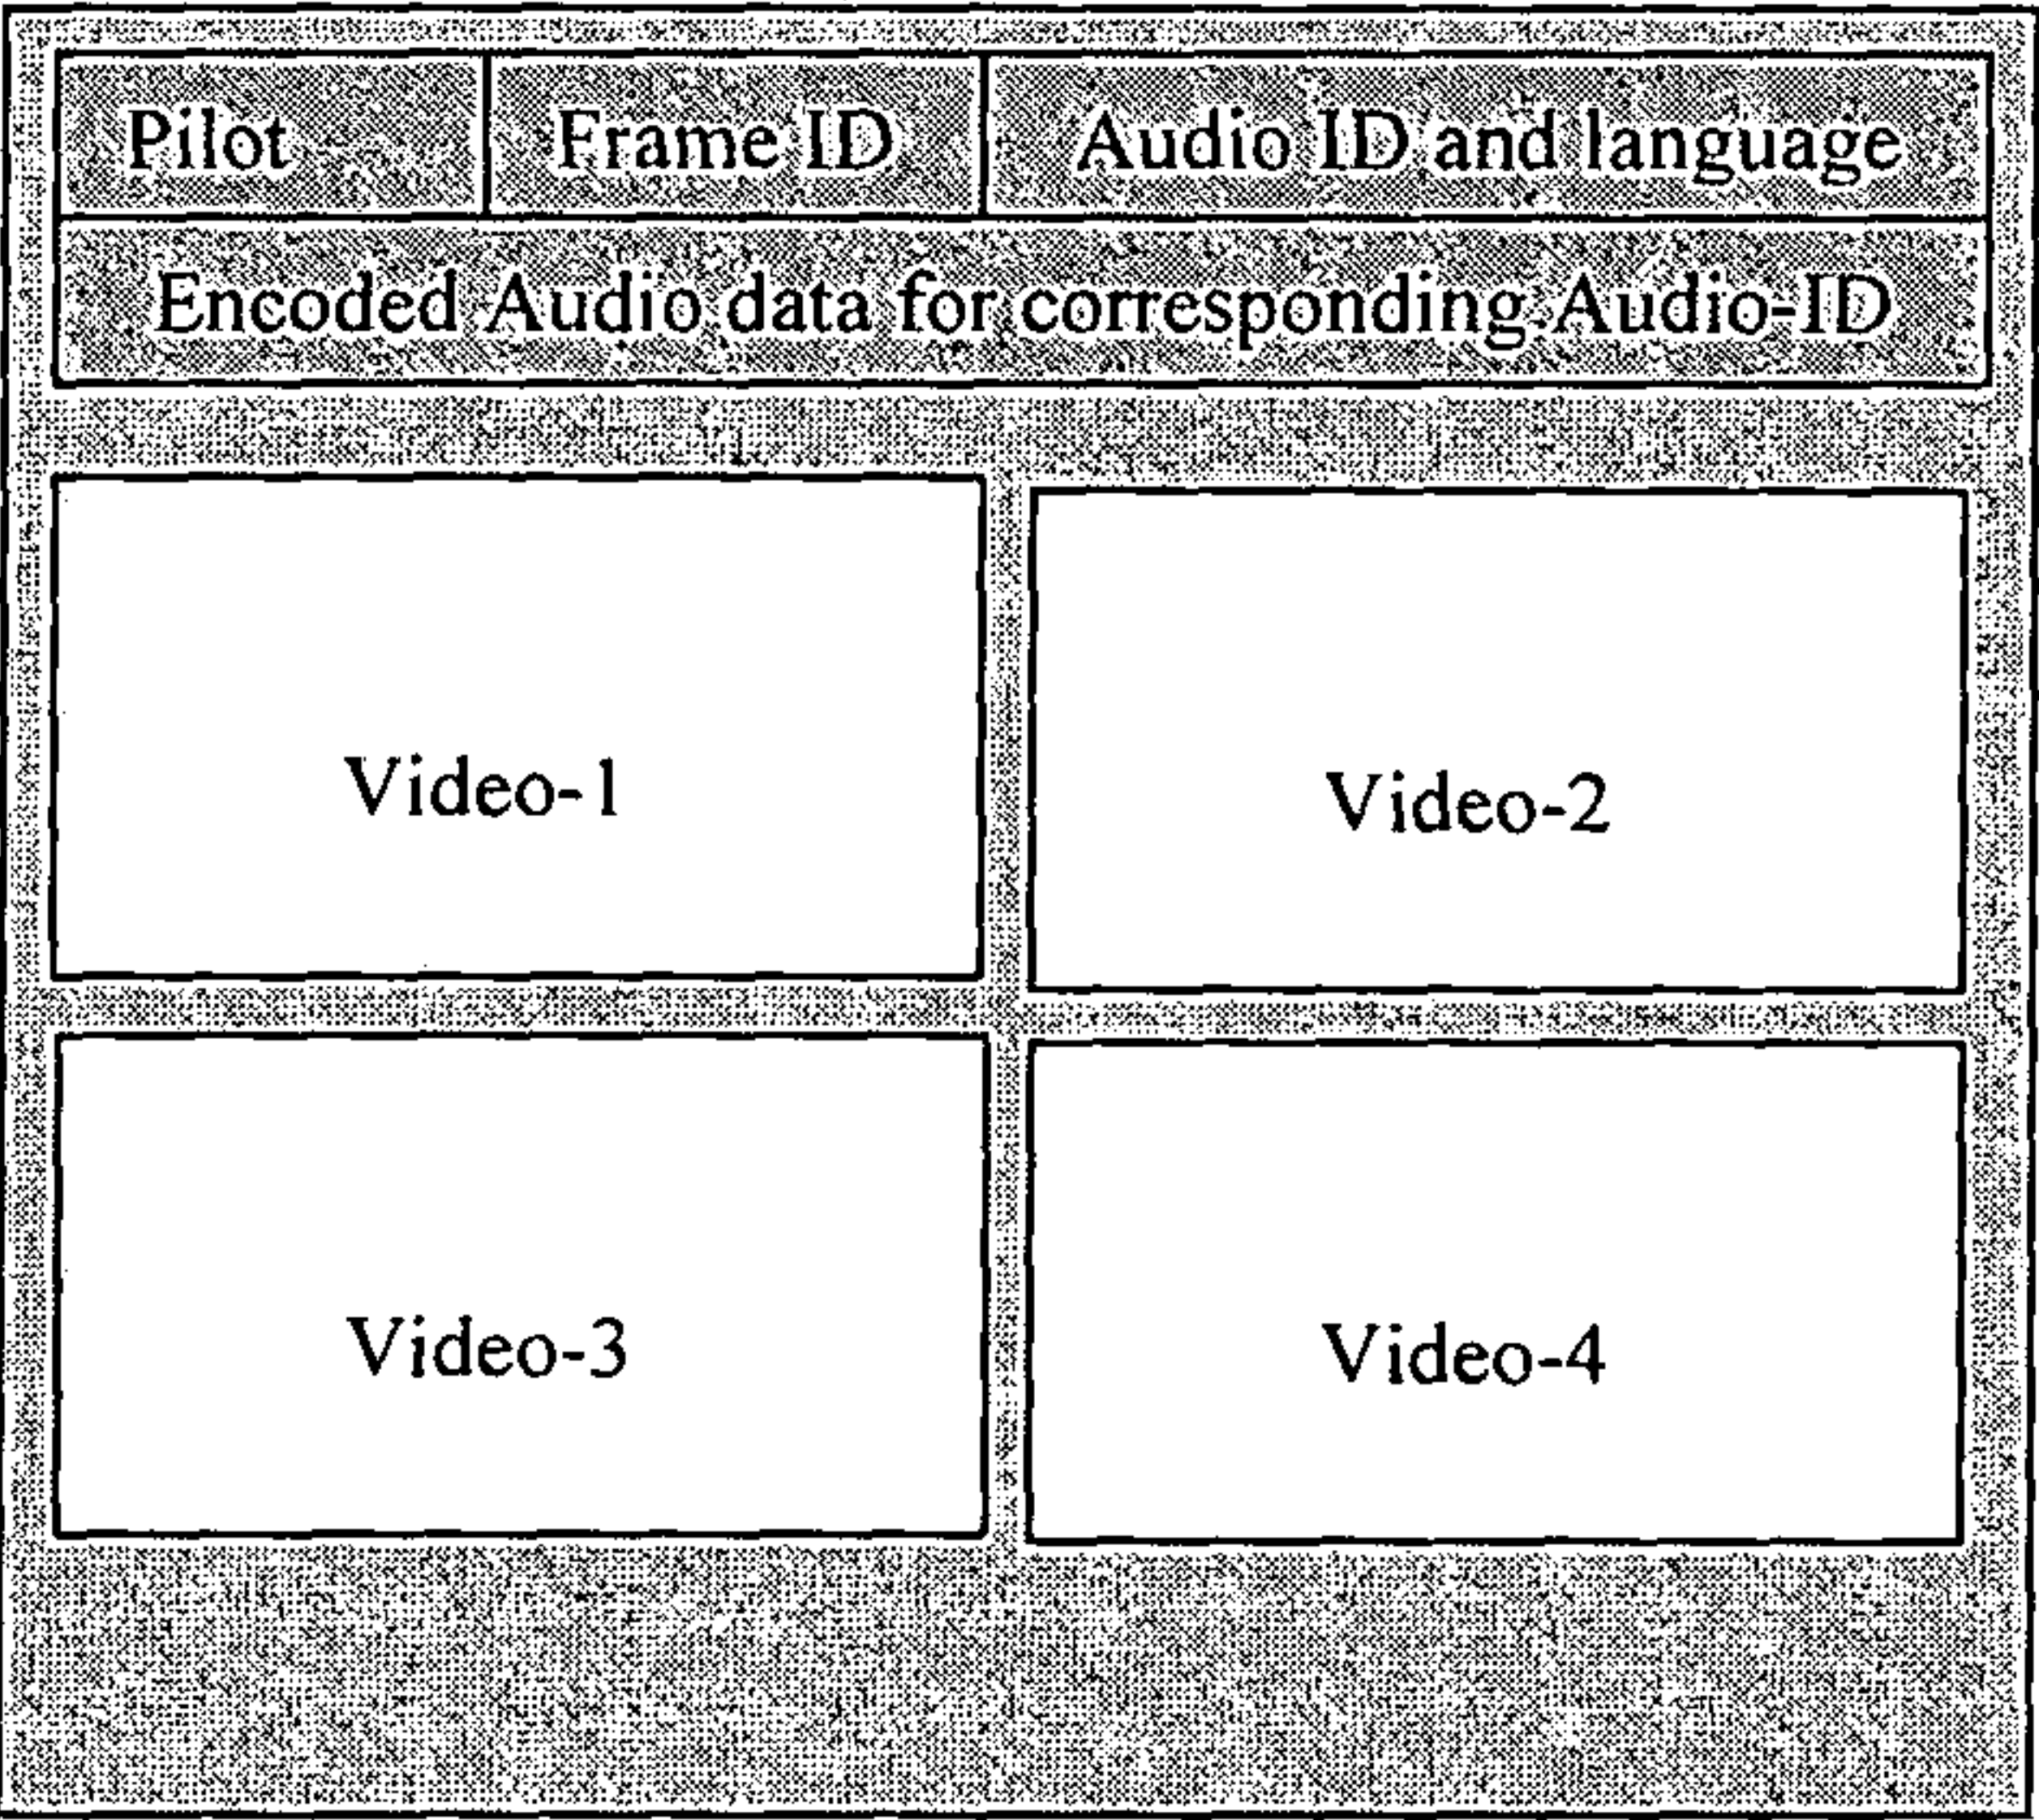 Pilot Frame ID Audio ID and language
Encoded Audio data for corresponding Audio-ID
Video-1 Video-2
Video-3 Video-4